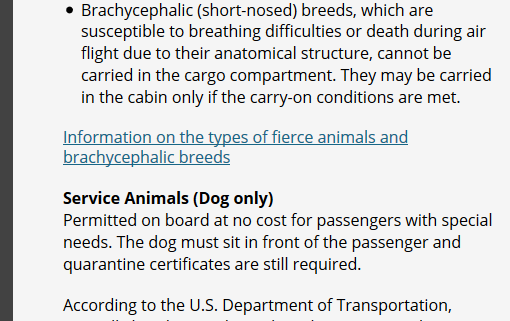 • Brachycephalic (short-nosed) breeds, which are
susceptible to breathing difficulties or death during air
flight due to their anatomical structure, cannot be
carried in the cargo compartment. They may be carried
in the cabin only if the carry-on conditions are met.
Information on the types of fierce animals and
brachycephalic breeds
Service Animals (Dog only)
Permitted on board at no cost for passengers with special
needs. The dog must sit in front of the passenger and
quarantine certificates are still required.
According to the U.S. Department of Transportation,